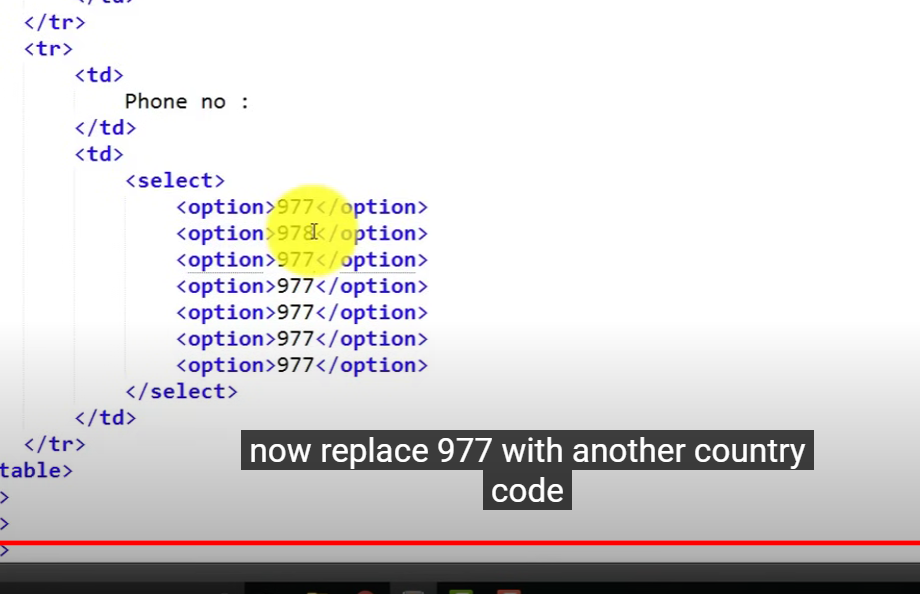 </td>
</tr>
<tr>
<td>
Phone no :
</td>
<td>
<select>
<option>977</option>
<option>978</option>
<option>977</option>
<option>977</option>
<option>977</option>
<option>977</option>
<option>977</option>
</select>
</td>
</tr>
table>
>
>
>
now replace 977 with another country
code